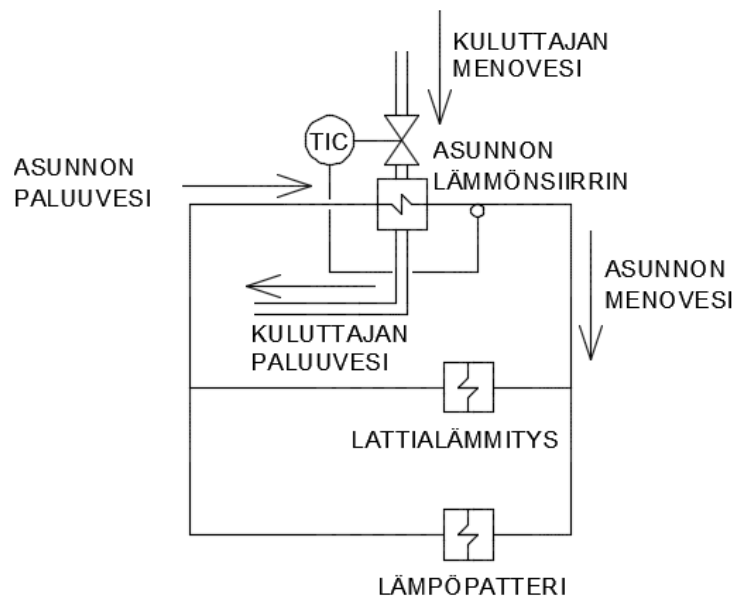 KULUTTAJAN
MENOVESI
TIC
ASUNNON
LÄMMÖNSIIRRIN
ASUNNON
PALUUVESI
ASUNNON
MENOVESI
KULUTTAJAN
PALUUVESI
LATTIALÄMMITYS
LÄMPÖPATTERI